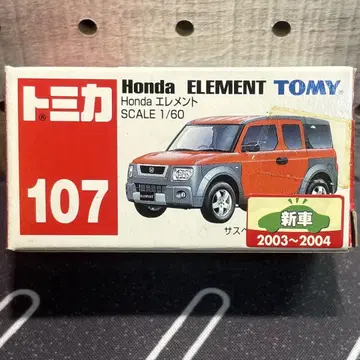 トミカ
107
Honda ELEMENT TOMY
Honda エレメント
SCALE 1/60
サスペ
新車
2003~2004